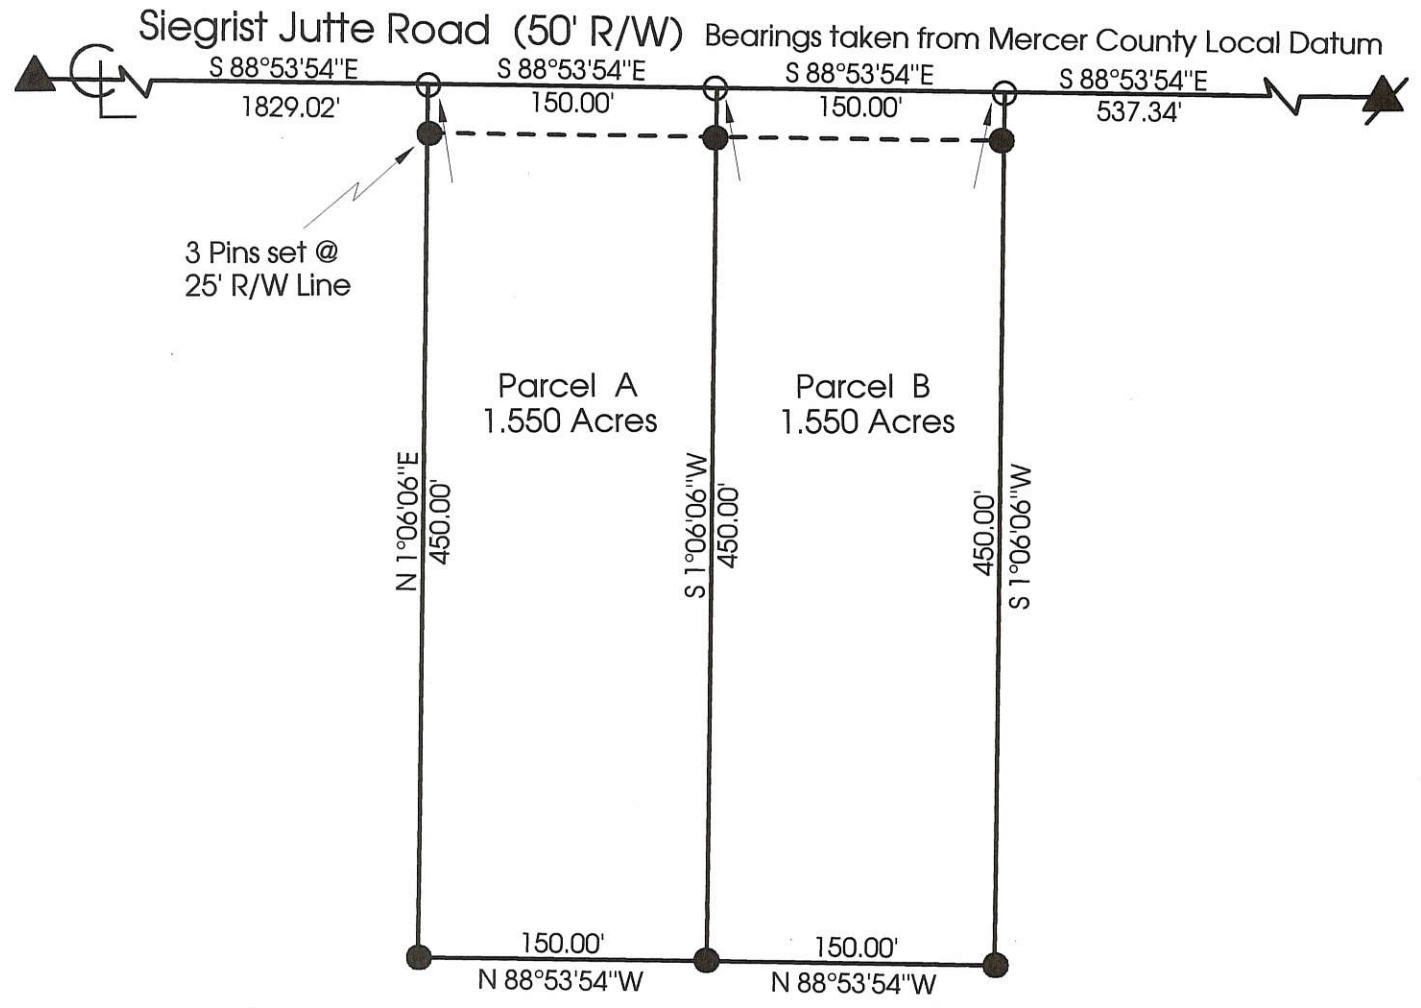 Siegrist Jutte Road (50' R/W) Bearings taken from Mercer County Local Datum
S 88°53'54"E
1829.02'
S 88°53'54"E
150.00'
S 88°53'54"E
150.00'
S 88°53'54"E
537.34'
3 Pins set @
25' R/W Line
Parcel A
1.550 Acres
Parcel B
1.550 Acres
N 1°06'06"E
450.00'
S 1°06'06"W
450.00'
450.00'
S 1°06'06"W
150.00'
N 88°53'54"W
150.00'
N 88°53'54"W